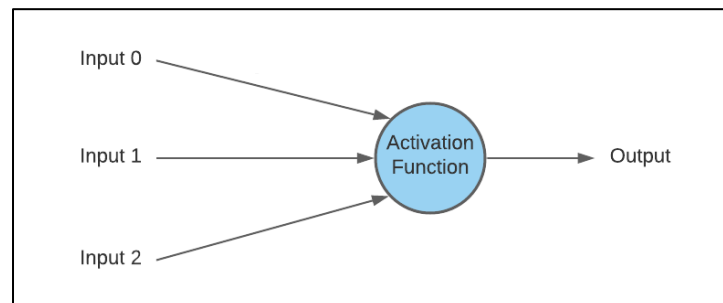 Input 0
Input 1
Activation
Function
Output
Input 2